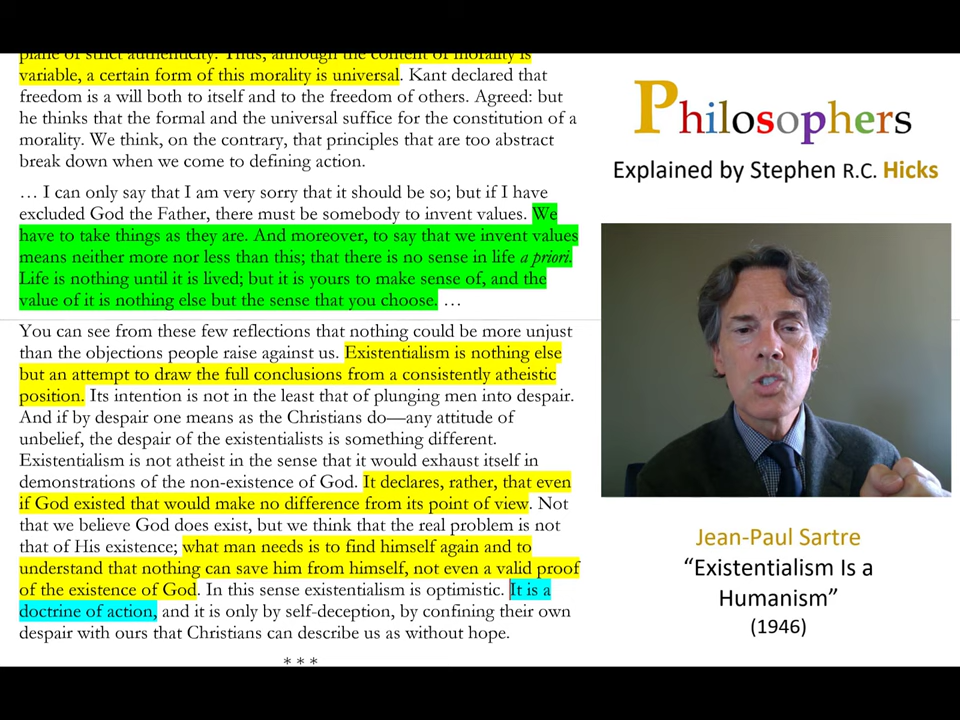 plane of strict authenticity. Thus, although the content of morality is
variable, a certain form of this morality is universal. Kant declared that
freedom is a will both to itself and to the freedom of others. Agreed: but
he thinks that the formal and the universal suffice for the constitution of a
morality. We think, on the contrary, that principles that are too abstract
break down when we come to defining action.
… I can only say that I am very sorry that it should be so; but if I have
excluded God the Father, there must be somebody to invent values. We
have to take things as they are. And moreover, to say that we invent values
means neither more nor less than this; that there is no sense in life a priori.
Life is nothing until it is lived; but it is yours to make sense of, and the
value of it is nothing else but the sense that you choose. …
You can see from these few reflections that nothing could be more unjust
than the objections people raise against us. Existentialism is nothing else
but an attempt to draw the full conclusions from a consistently atheistic
position. Its intention is not in the least that of plunging men into despair.
And if by despair one means as the Christians do—any attitude of
unbelief, the despair of the existentialists is something different.
Existentialism is not atheist in the sense that it would exhaust itself in
demonstrations of the non-existence of God. It declares, rather, that even
if God existed that would make no difference from its point of view. Not
that we believe God does exist, but we think that the real problem is not
that of His existence; what man needs is to find himself again and to
understand that nothing can save him from himself, not even a valid proof
of the existence of God. In this sense existentialism is optimistic. It is a
doctrine of action, and it is only by self-deception, by confining their own
despair with ours that Christians can describe us as without hope.
* * *
Philosophers
Explained by Stephen R.C. Hicks
Jean-Paul Sartre
“Existentialism Is a
Humanism”
(1946)